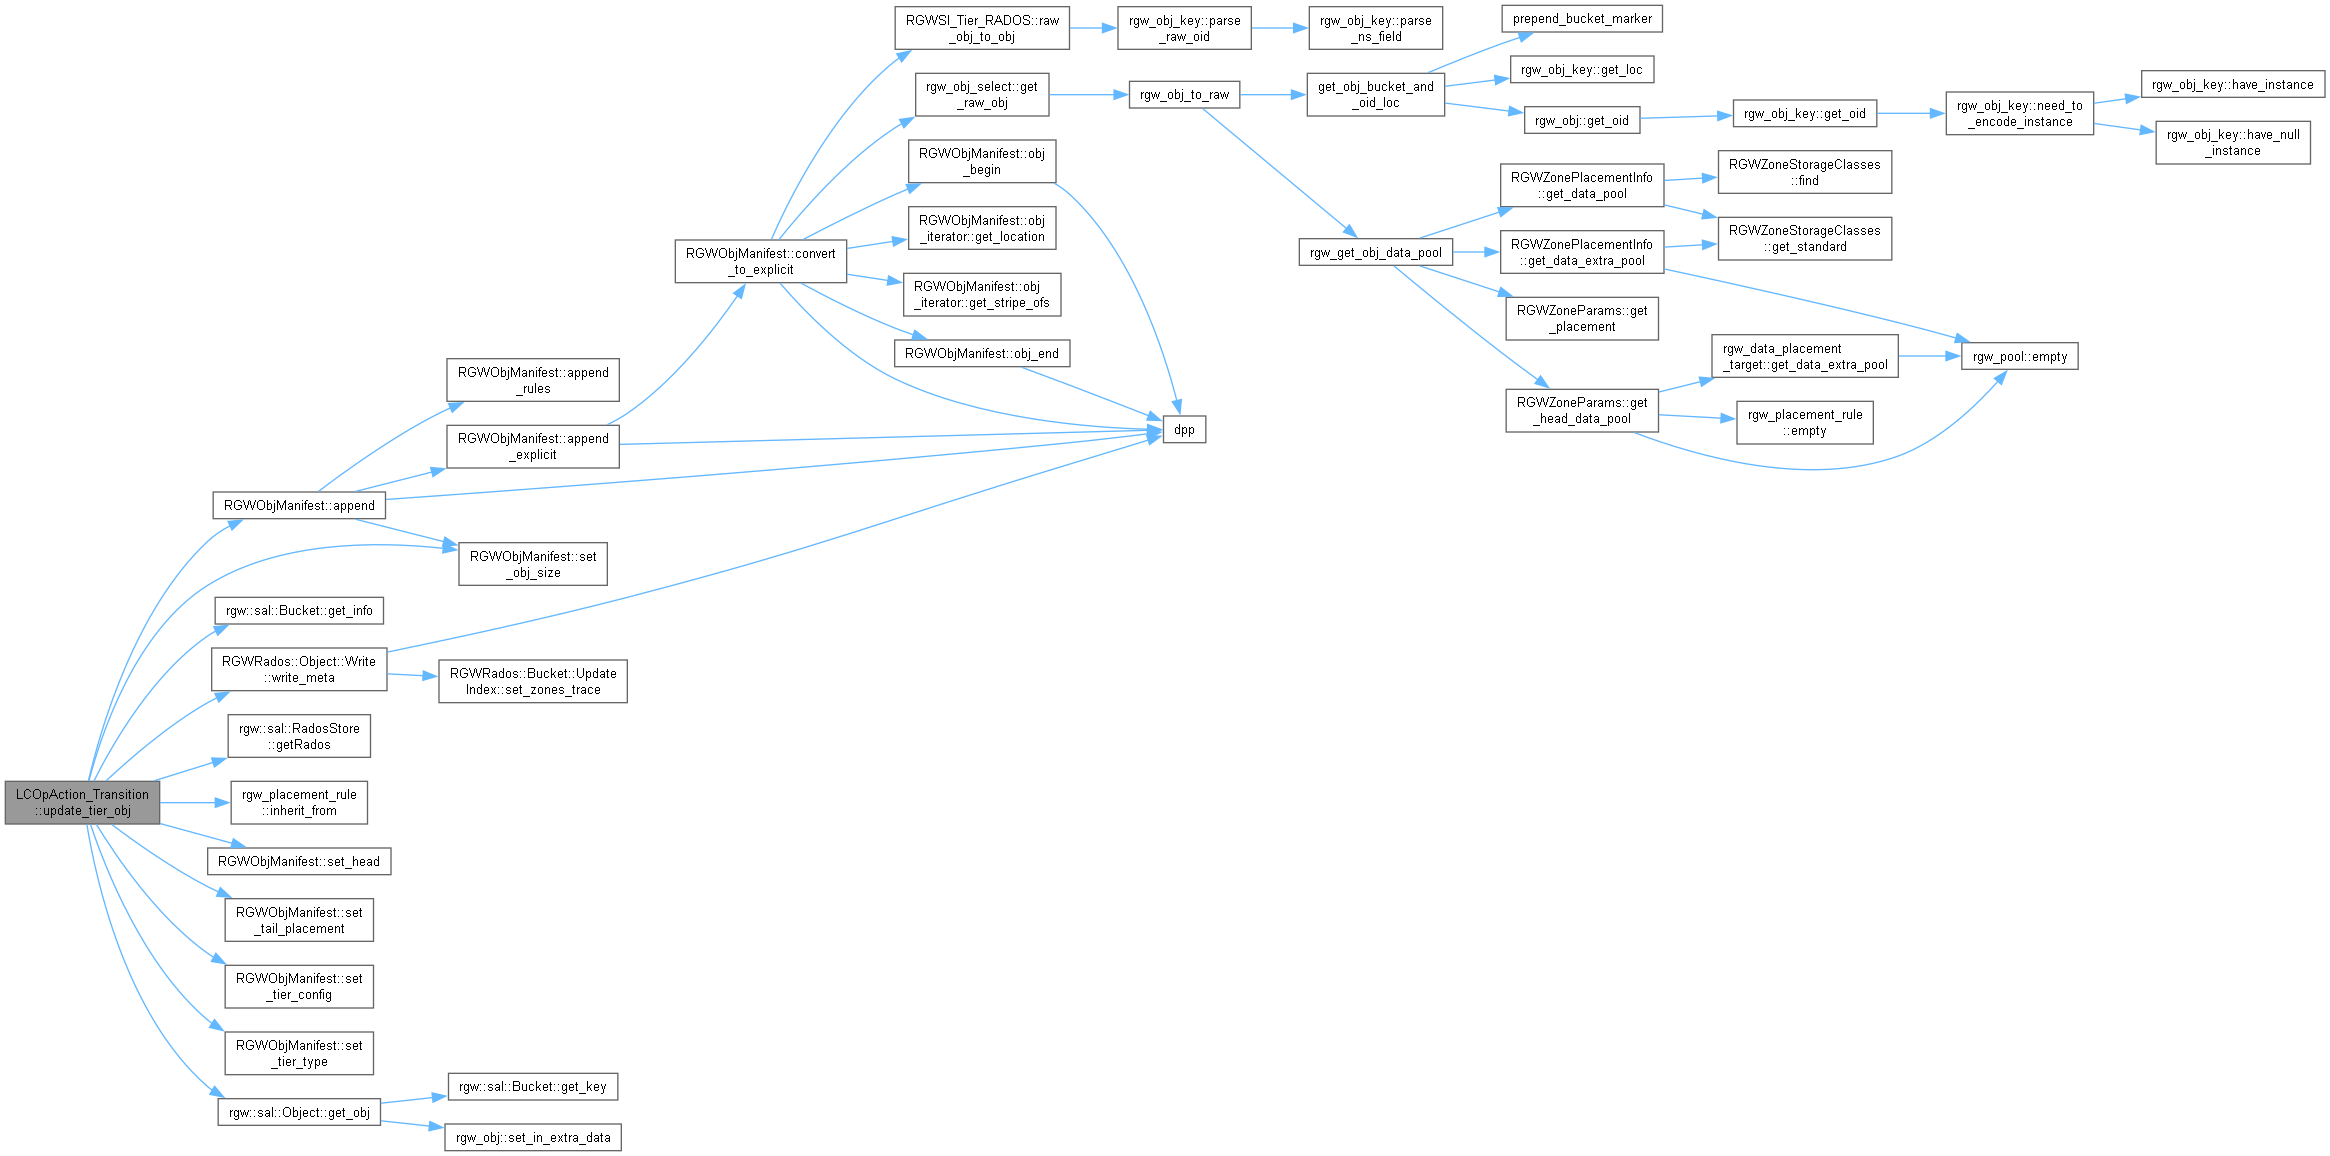 LCOpAction_Transition
::update_tier_obj
RGWObjManifest::append
RGWObjManifest::append
_rules
RGWObjManifest::append
_explicit
RGWObjManifest::convert
_to_explicit
RGWSI_Tier_RADOS::raw
_obj_to_obj
rgw_obj_key::parse
_raw_oid
rgw_obj_key::parse
_ns_field
rgw_obj_select::get
_raw_obj
rgw_obj_to_raw
get_obj_bucket_and
_oid_loc
prepend_bucket_marker
rgw_obj_key::get_loc
rgw_obj::get_oid
rgw_obj_key::get_oid
rgw_obj_key::need_to
_encode_instance
rgw_obj_key::have_instance
rgw_obj_key::have_null
_instance
rgw_get_obj_data_pool
RGWZonePlacementInfo
::get_data_pool
RGWZoneStorageClasses
::find
RGWZoneStorageClasses
::get_standard
RGWZonePlacementInfo
::get_data_extra_pool
RGWZoneParams::get
_placement
RGWZoneParams::get
_head_data_pool
rgw_data_placement
_target::get_data_extra_pool
rgw_placement_rule
::empty
rgw_pool::empty
RGWObjManifest::obj
_begin
RGWObjManifest::obj
_iterator::get_location
RGWObjManifest::obj
_iterator::get_stripe_ofs
RGWObjManifest::obj_end
dpp
RGWObjManifest::set
_obj_size
rgw::sal::Bucket::get_info
RGWRados::Object::Write
::write_meta
RGWRados::Bucket::Update
Index::set_zones_trace
rgw::sal::RadosStore
::getRados
rgw_placement_rule
::inherit_from
RGWObjManifest::set_head
RGWObjManifest::set
_tail_placement
RGWObjManifest::set
_tier_config
RGWObjManifest::set
_tier_type
rgw::sal::Object::get_obj
rgw::sal::Bucket::get_key
rgw_obj::set_in_extra_data